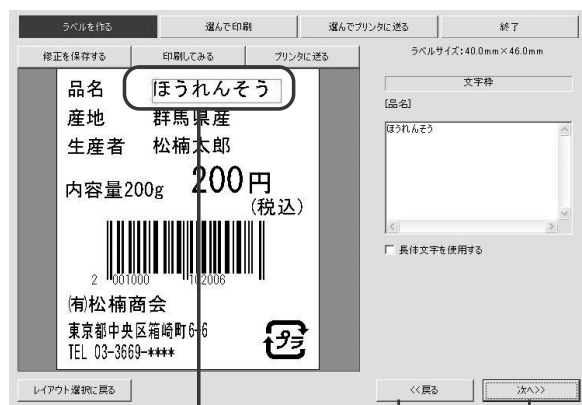 ラベルを作る 選んで印刷 選んでプリンタに送る 終了
修正を保存する 印刷してみる プリンタに送る
ラベルサイズ:40.0mm×46.0mm
文字枠
[品名]
ほうれんそう
長体文字を使用する
品名 ほうれんそう
産地 群馬県産
生産者 松楠太郎
内容量200g 200円
(税込)
2 001000 102006
㈲松楠商会
東京都中央区箱崎町6-6
TEL 03-3669-****
プラ
レイアウト選択に戻る <<戻る 次へ>>